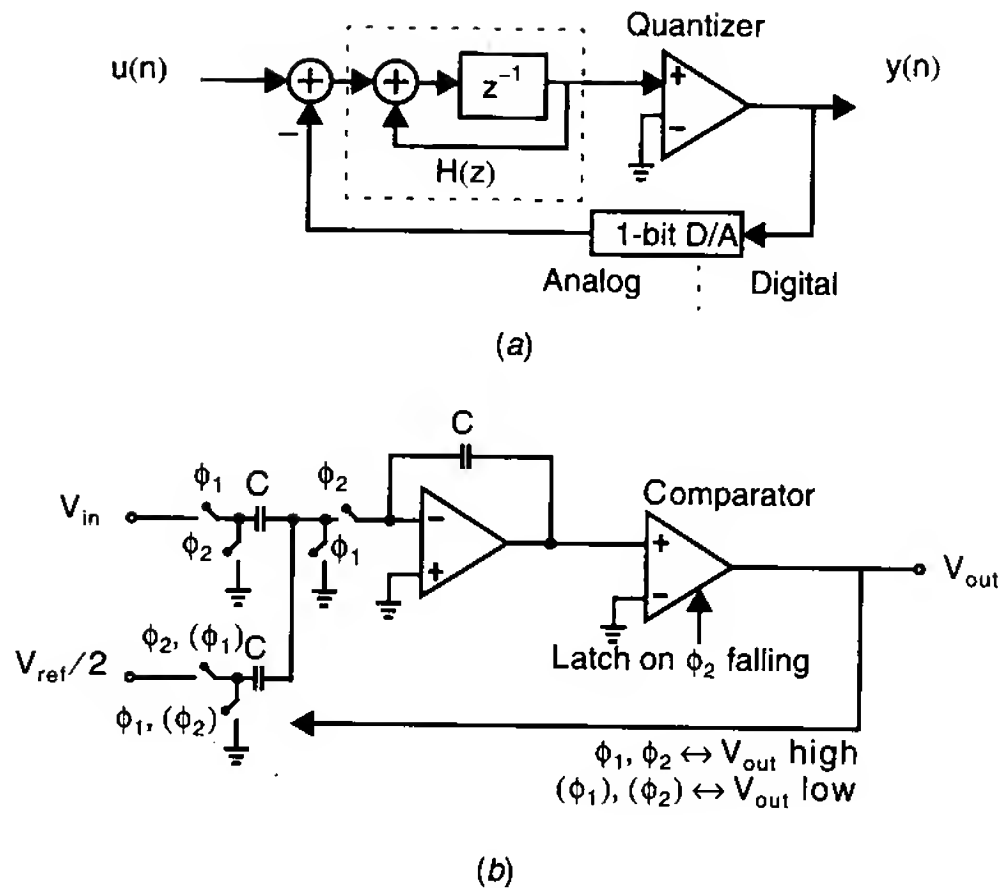 Quantizer
u(n)
y(n)
+
+
z⁻¹
+
−
−
H(z)
1-bit D/A
Analog
Digital
(a)
C
ϕ₁
C
ϕ₂
Comparator
V_in
−
+
ϕ₂
ϕ₁
+
−
V_out
ϕ₂, (ϕ₁)
C
Latch on ϕ₂ falling
V_ref/2
ϕ₁, (ϕ₂)
ϕ₁, ϕ₂ ↔ V_out high
(ϕ₁), (ϕ₂) ↔ V_out low
(b)